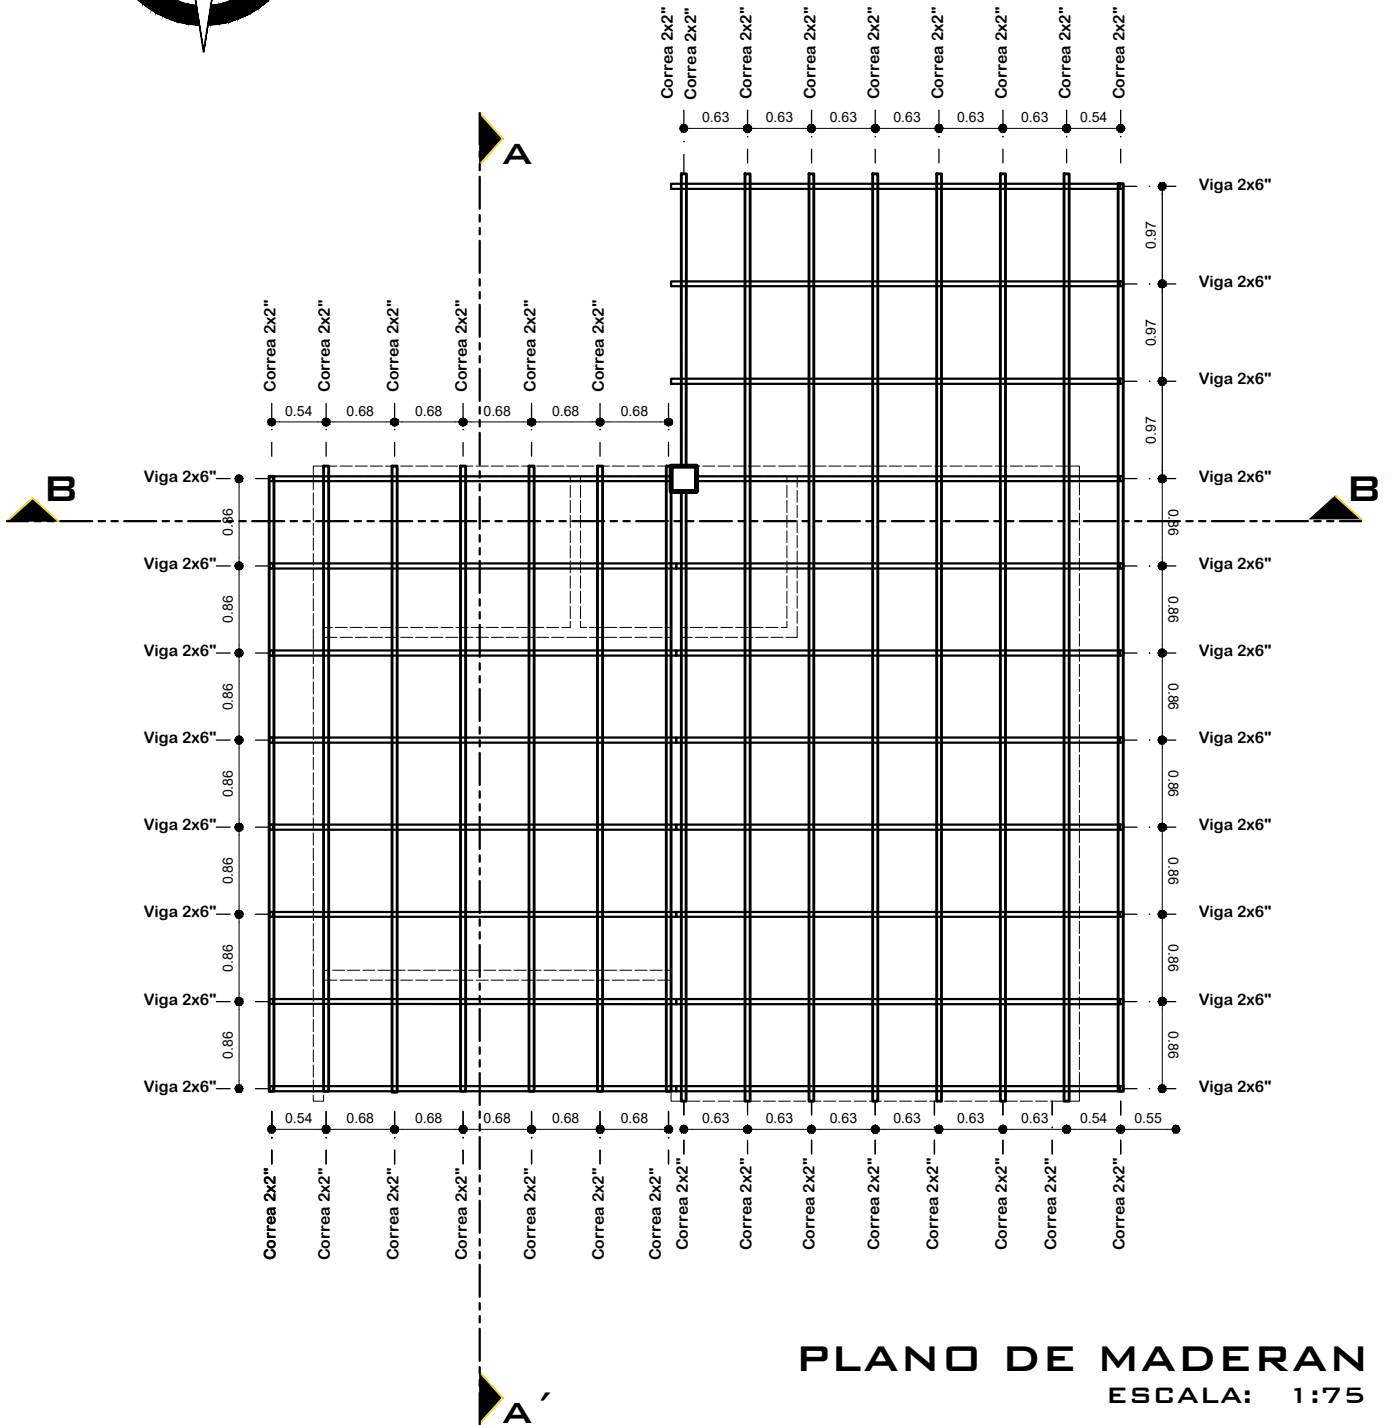 Correa 2x2" Correa 2x2" Correa 2x2" Correa 2x2" Correa 2x2" Correa 2x2" Correa 2x2" Correa 2x2" Correa 2x2"
0.63 0.63 0.63 0.63 0.63 0.63 0.54
A
Viga 2x6"
0.97
Viga 2x6"
0.97
Correa 2x2" Correa 2x2" Correa 2x2" Correa 2x2" Correa 2x2" Correa 2x2"
Viga 2x6"
0.54 0.68 0.68 0.68 0.68 0.68
0.97
Viga 2x6" Viga 2x6"
B B
0.86 0.86
Viga 2x6" Viga 2x6"
0.86 0.86
Viga 2x6" Viga 2x6"
0.86 0.86
Viga 2x6" Viga 2x6"
0.86 0.86
Viga 2x6" Viga 2x6"
0.86 0.86
Viga 2x6" Viga 2x6"
0.86 0.86
Viga 2x6" Viga 2x6"
0.86 0.86
Viga 2x6" Viga 2x6"
0.54 0.68 0.68 0.68 0.68 0.68 0.63 0.63 0.63 0.63 0.63 0.63 0.54 0.55
Correa 2x2" Correa 2x2" Correa 2x2" Correa 2x2" Correa 2x2" Correa 2x2" Correa 2x2" Correa 2x2" Correa 2x2" Correa 2x2" Correa 2x2" Correa 2x2" Correa 2x2" Correa 2x2" Correa 2x2"
PLANO DE MADERAN
ESCALA: 1:75
A´